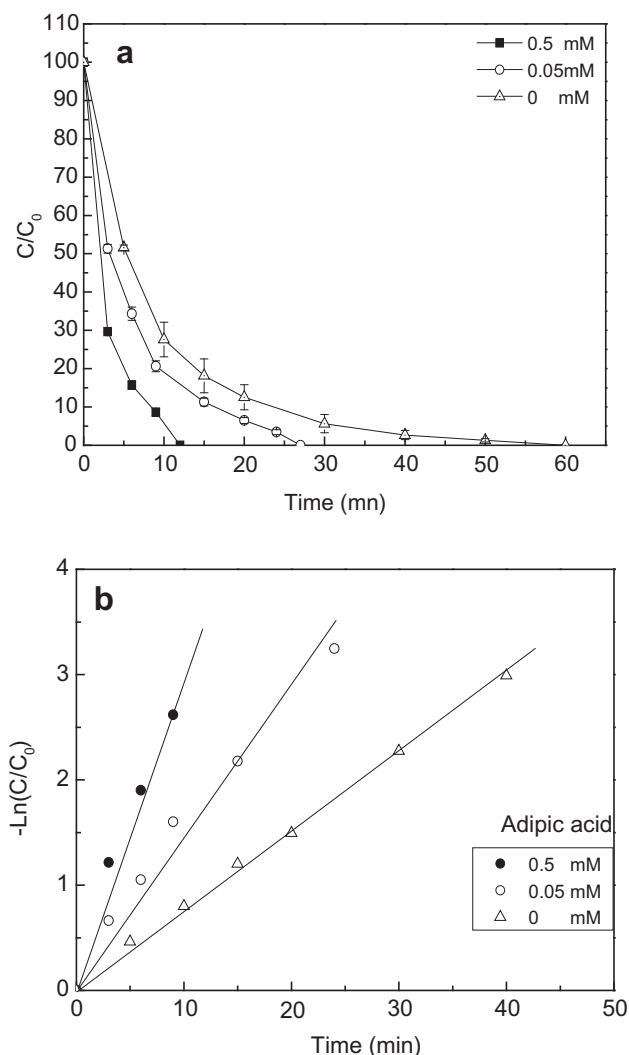 110
a
0.5 mM
0.05mM
0 mM
100
90
80
70
60
50
40
30
20
10
0
C/C0
0 10 20 30 40 50 60
Time (mn)
4
b
3
2
1
0
-Ln(C/C0)
Adipic acid
0.5 mM
0.05 mM
0 mM
0 10 20 30 40 50
Time (min)